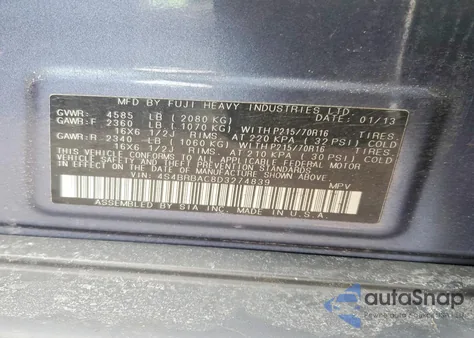 MFD. BY FUJI HEAVY INDUSTRIES LTD.
GVWR: 4585 LB (2080 KG) DATE: 01/13
GAWR: F 2360 LB (1070 KG) WITH P215/70R16 TIRES.
16X6 1/2J RIMS AT 220 KPA ( 32 PSI) COLD
GAWR: R 2340 LB (1060 KG) WITH P215/70R16 TIRES.
16X6 1/2J RIMS AT 210 KPA ( 30 PSI) COLD
THIS VEHICLE CONFORMS TO ALL APPLICABLE FEDERAL MOTOR VEHICLE
SAFETY AND THEFT PREVENTION STANDARDS IN
EFFECT ON THE DATE OF MANUFACTURE SHOWN ABOVE.
VIN: 4S4BRBAC8D3274839 MPV
ASSEMBLED BY SIA INC. MADE IN U.S.A.
autoSnap